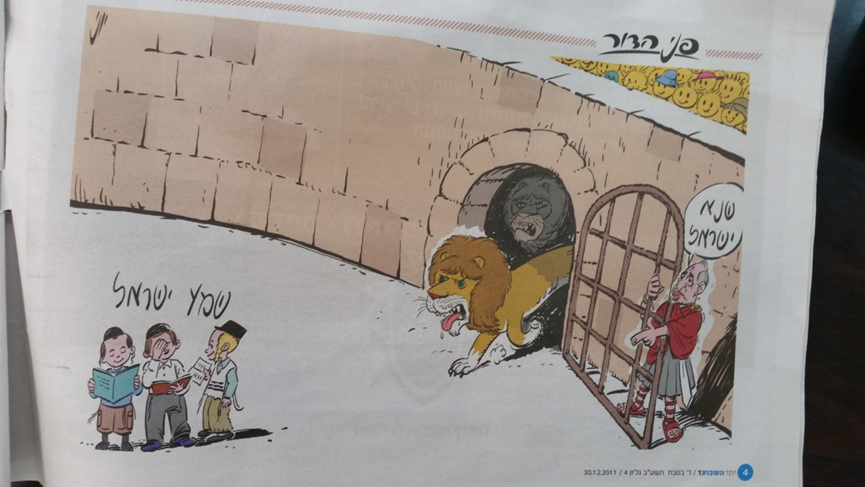 פני הדור
שנא
ישראל
שמע ישראל
4 יתד השבוע / ד' בטבת תשע"ב גליון 4 / 30.12.2011